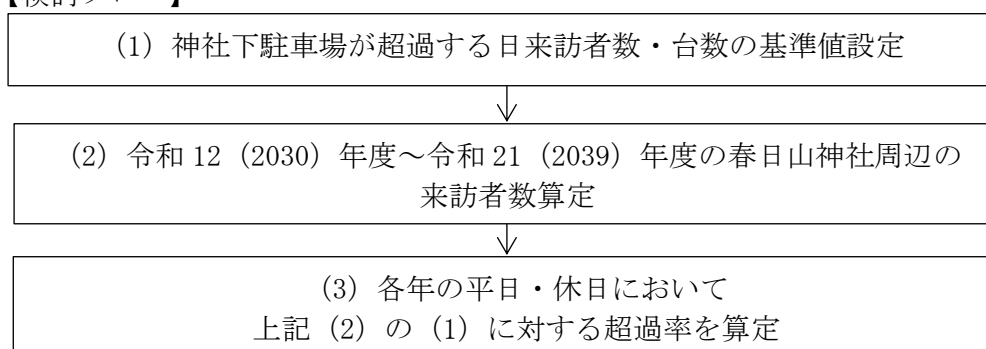 (1) 神社下駐車場が超過する日来訪者数・台数の基準値設定
(2) 令和 12（2030）年度～令和 21（2039）年度の春日山神社周辺の
来訪者数算定
(3) 各年の平日・休日において
上記（2）の（1）に対する超過率を算定